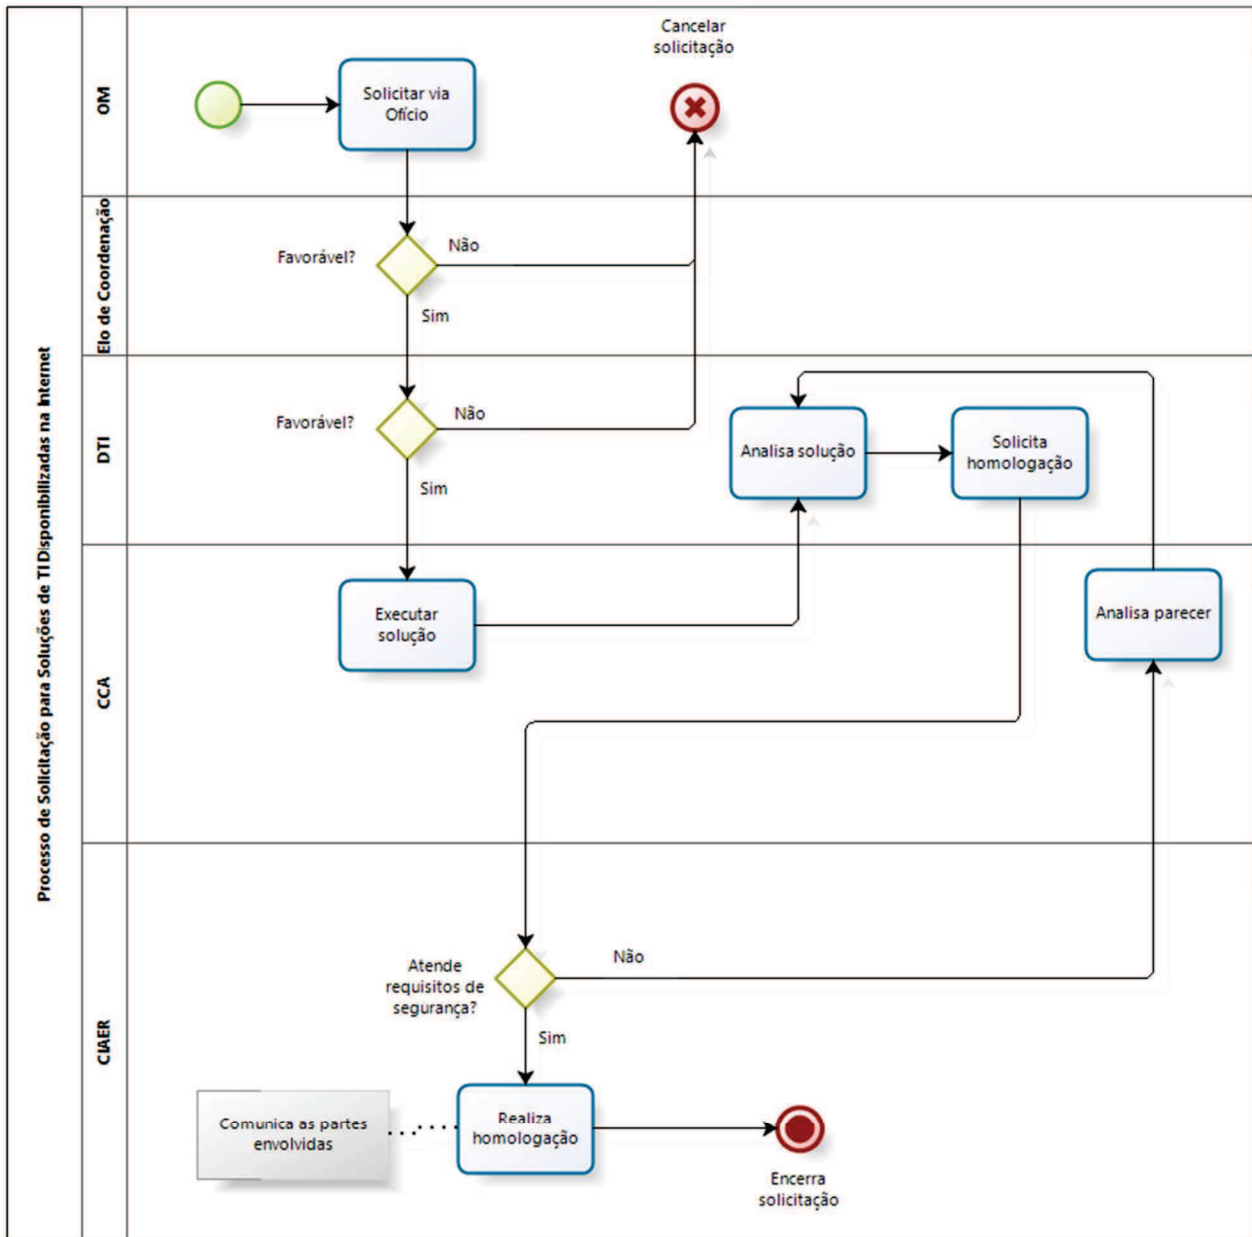 Processo de Solicitação para Soluções de TI Disponibilizadas na Internet
OM
Solicitar via
Ofício
Cancelar
solicitação
Elo de Coordenação
Favorável?
Não
Sim
DTI
Favorável?
Não
Sim
Analisa solução
Solicita
homologação
CCA
Executar
solução
Analisa parecer
CIAER
Atende
requisitos de
segurança?
Não
Sim
Comunica as partes
envolvidas
Realiza
homologação
Encerra
solicitação